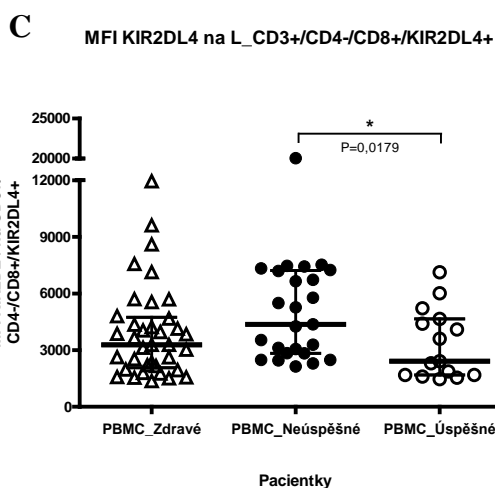 C
MFI KIR2DL4 na L_CD3+/CD4-/CD8+/KIR2DL4+
CD4-/CD8+/KIR2DL4+
25000
20000
12000
9000
6000
3000
0
*
P=0,0179
PBMC_Zdravé PBMC_Neúspěšné PBMC_Úspěšné
Pacientky